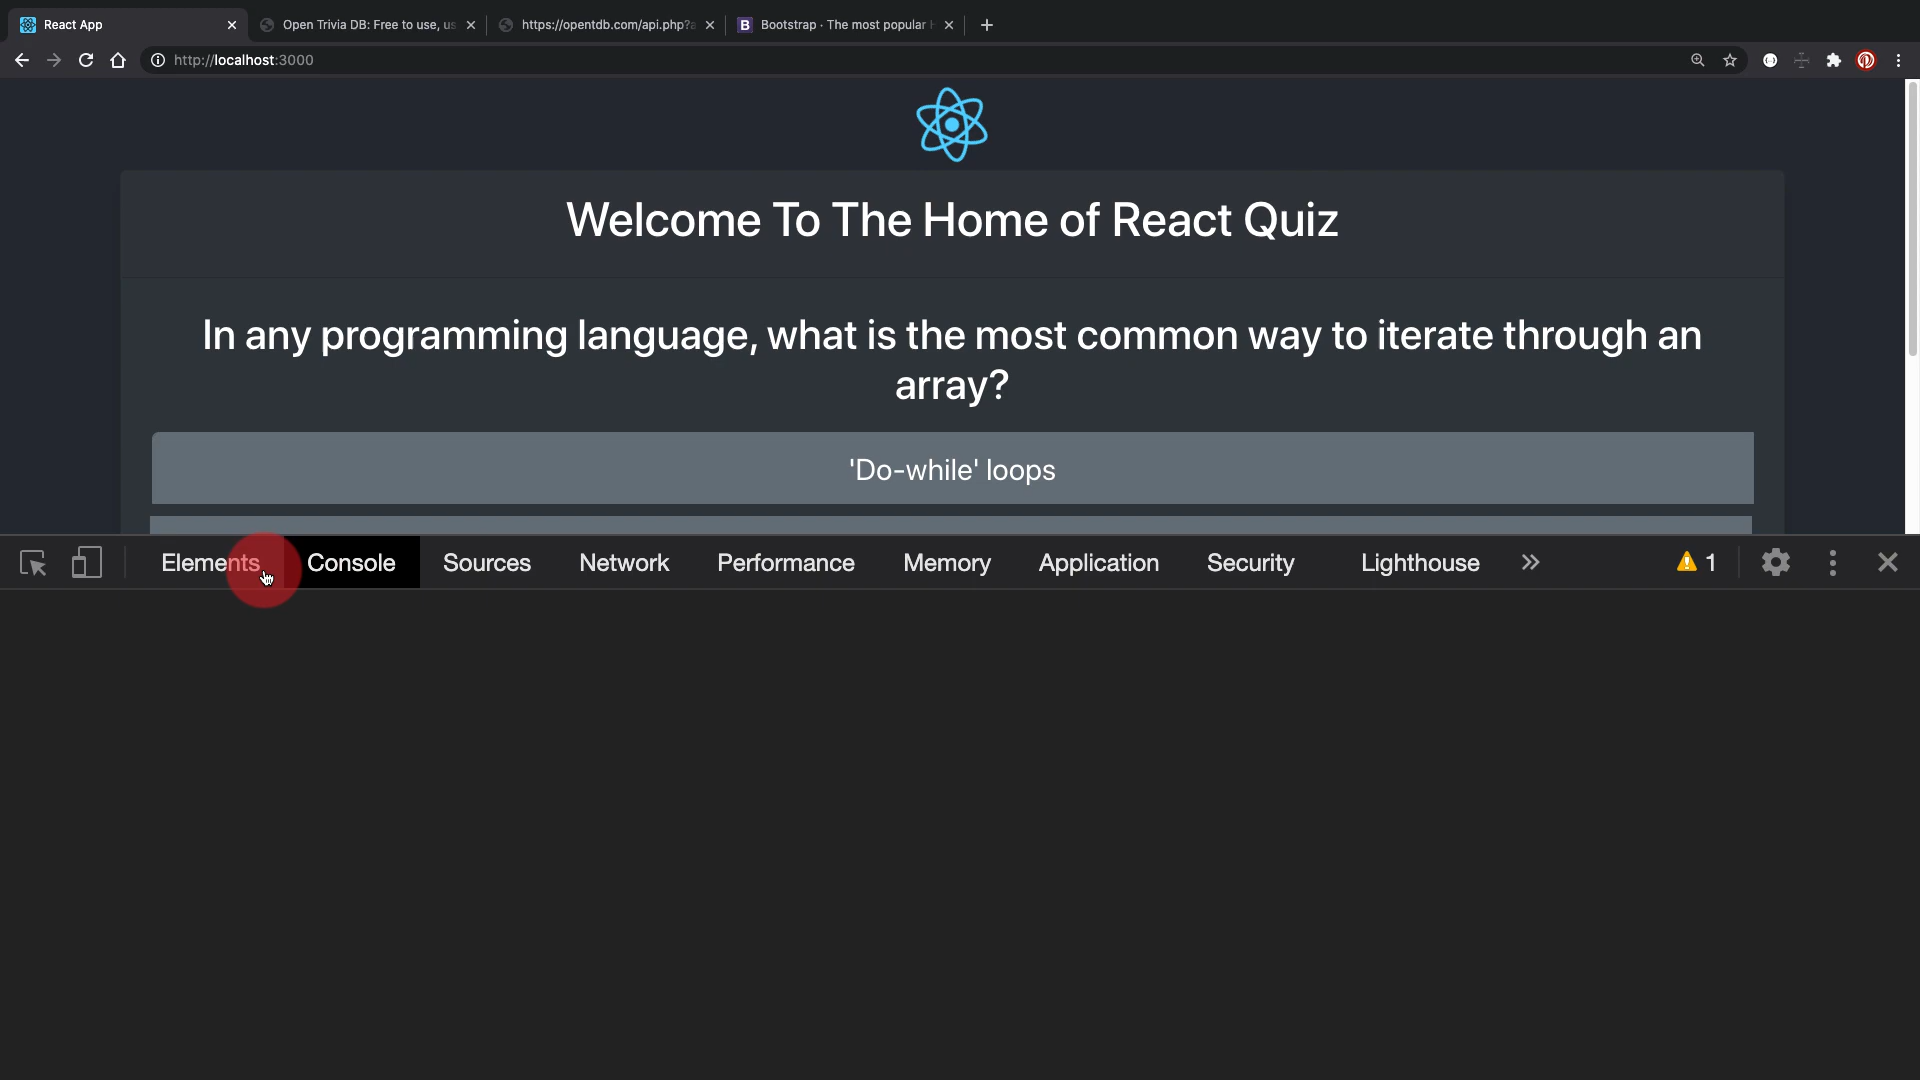 React App
Open Trivia DB: Free to use, us
https://opentdb.com/api.php?a
B Bootstrap · The most popular H
http://localhost:3000
Welcome To The Home of React Quiz
In any programming language, what is the most common way to iterate through an
array?
'Do-while' loops
Elements Console Sources Network Performance Memory Application Security Lighthouse » 1